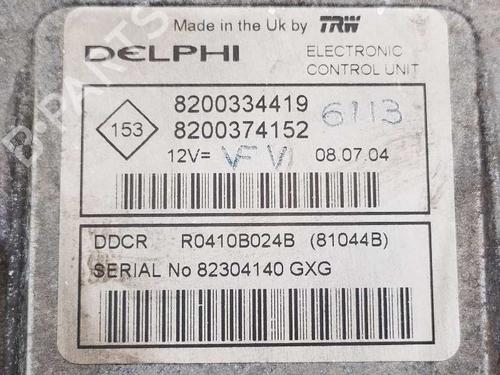 Made in the Uk by TRW
DELPHI
ELECTRONIC
CONTROL UNIT
153
8200334419
8200374152
6113
12V=
08.07.04
DDCR R0410B024B (81044B)
SERIAL No 82304140 GXG
B-PARTS